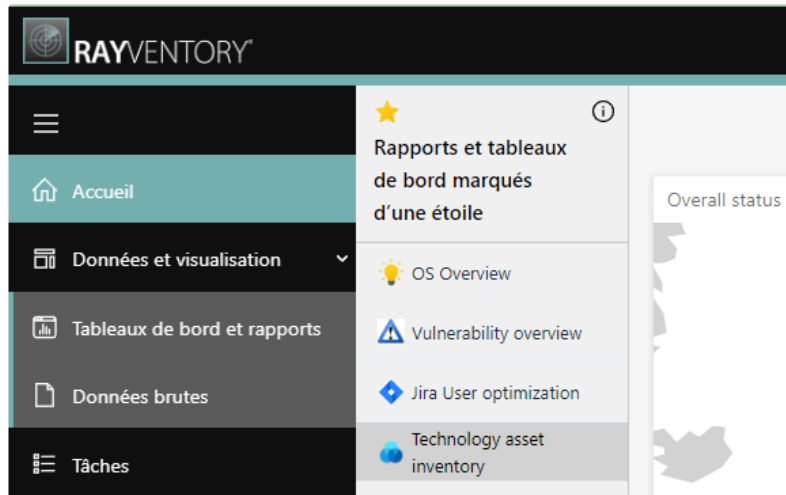 RAYVENTORY
Accueil
Données et visualisation
Tableaux de bord et rapports
Données brutes
Tâches
Rapports et tableaux
de bord marqués
d’une étoile
OS Overview
Vulnerability overview
Jira User optimization
Technology asset
inventory
Overall status